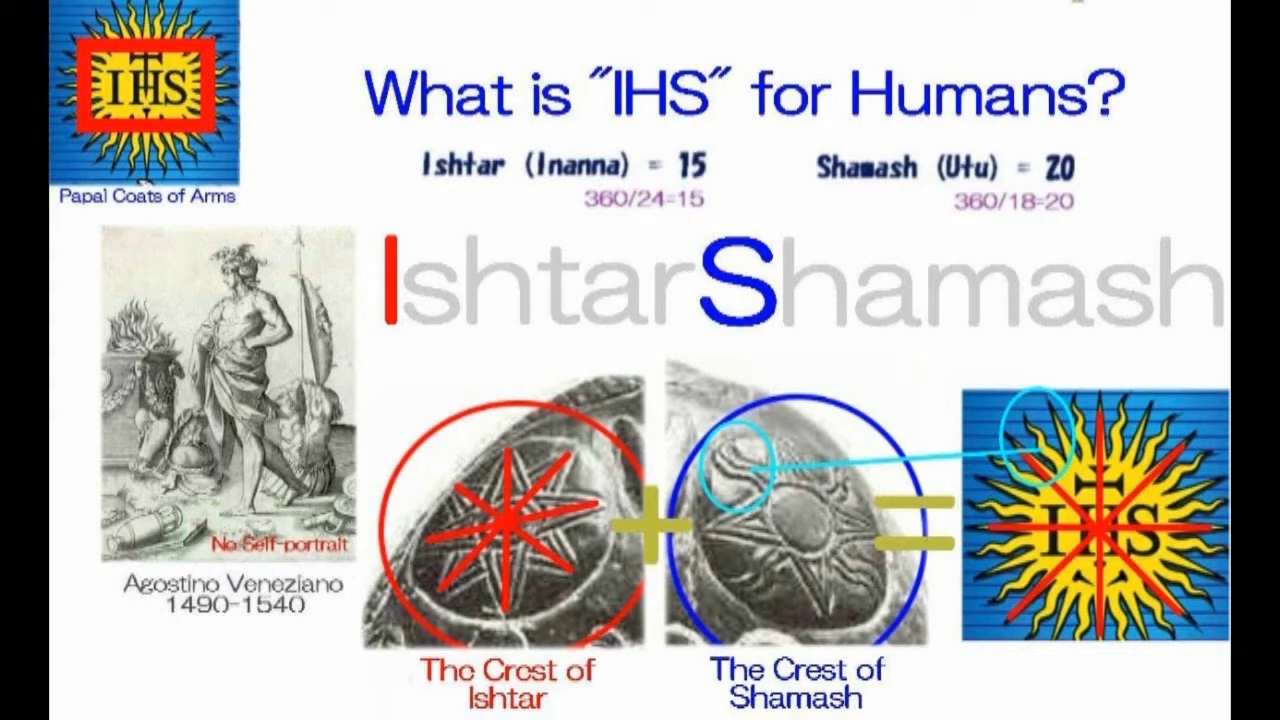 IHS
What is "IHS" for Humans?
Ishtar (Inanna) = 15
Shamash (Utu) = 20
360/24=15
360/18=20
Papal Coats of Arms
IshtarShamash
No Self-portrait
Agostino Veneziano
1490-1540
+
=
IHS
The Crest of
Ishtar
The Crest of
Shamash